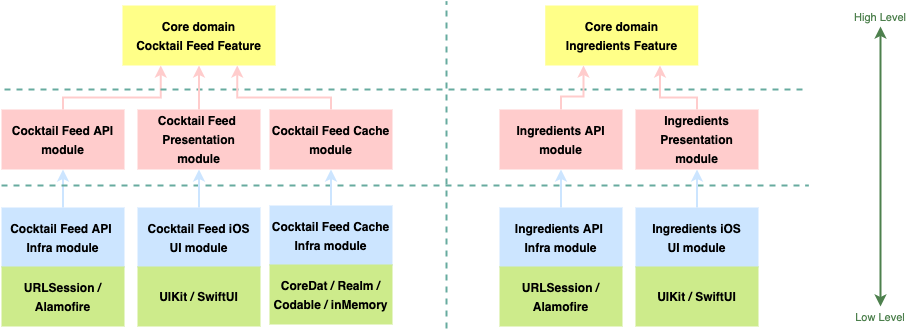 Core domain
Cocktail Feed Feature
Core domain
Ingredients Feature
High Level
Cocktail Feed API
module
Cocktail Feed
Presentation
module
Cocktail Feed Cache
module
Ingredients API
module
Ingredients
Presentation
module
Cocktail Feed API
Infra module
Cocktail Feed iOS
UI module
Cocktail Feed Cache
Infra module
Ingredients API
Infra module
Ingredients iOS
UI module
URLSession /
Alamofire
UIKit / SwiftUI
CoreDat / Realm /
Codable / inMemory
URLSession /
Alamofire
UIKit / SwiftUI
Low Level